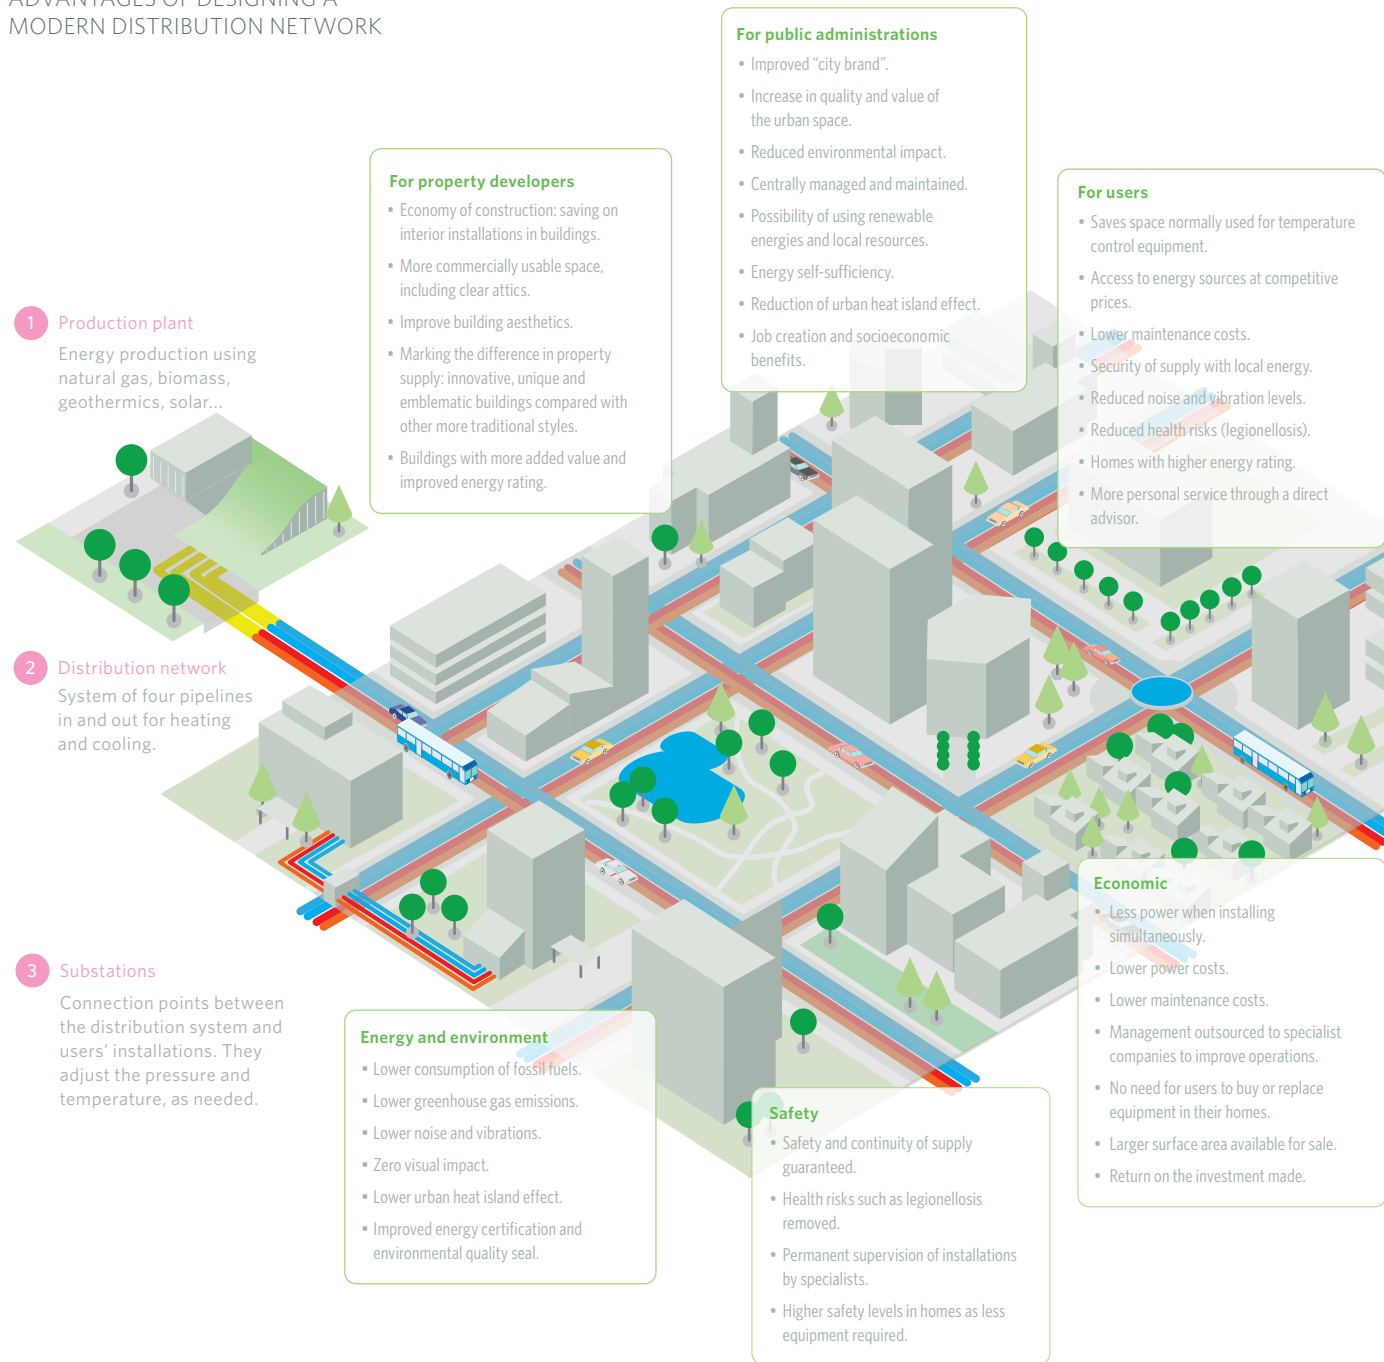 ADVANTAGES OF DESIGNING A
MODERN DISTRIBUTION NETWORK
For public administrations
• Improved “city brand”.
• Increase in quality and value of
the urban space.
• Reduced environmental impact.
• Centrally managed and maintained.
• Possibility of using renewable
energies and local resources.
• Energy self-sufficiency.
• Reduction of urban heat island effect.
• Job creation and socioeconomic
benefits.
For property developers
• Economy of construction: saving on
interior installations in buildings.
• More commercially usable space,
including clear attics.
• Improve building aesthetics.
• Marking the difference in property
supply: innovative, unique and
emblematic buildings compared with
other more traditional styles.
• Buildings with more added value and
improved energy rating.
For users
• Saves space normally used for temperature
control equipment.
• Access to energy sources at competitive
prices.
• Lower maintenance costs.
• Security of supply with local energy.
• Reduced noise and vibration levels.
• Reduced health risks (legionellosis).
• Homes with higher energy rating.
• More personal service through a direct
advisor.
1 Production plant
Energy production using
natural gas, biomass,
geothermics, solar...
2 Distribution network
System of four pipelines
in and out for heating
and cooling.
3 Substations
Connection points between
the distribution system and
users’ installations. They
adjust the pressure and
temperature, as needed.
Energy and environment
• Lower consumption of fossil fuels.
• Lower greenhouse gas emissions.
• Lower noise and vibrations.
• Zero visual impact.
• Lower urban heat island effect.
• Improved energy certification and
environmental quality seal.
Safety
• Safety and continuity of supply
guaranteed.
• Health risks such as legionellosis
removed.
• Permanent supervision of installations
by specialists.
• Higher safety levels in homes as less
equipment required.
Economic
• Less power when installing
simultaneously.
• Lower power costs.
• Lower maintenance costs.
• Management outsourced to specialist
companies to improve operations.
• No need for users to buy or replace
equipment in their homes.
• Larger surface area available for sale.
• Return on the investment made.